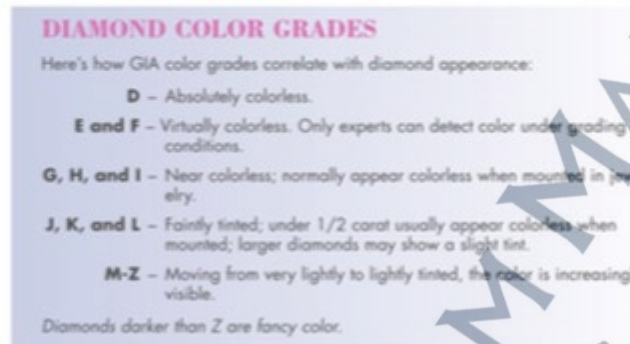 DIAMOND COLOR GRADES
Here's how GIA color grades correlate with diamond appearance:
D – Absolutely colorless.
E and F – Virtually colorless. Only experts can detect color under grading
conditions.
G, H, and I – Near colorless; normally appear colorless when mounted in
elry.
J, K, and L – Faintly tinted; under 1/2 carat usually appear colorless when
mounted; larger diamonds may show a slight tint.
M-Z – Moving from very lightly to lightly tinted, the color is increasing
visible.
Diamonds darker than Z are fancy color.